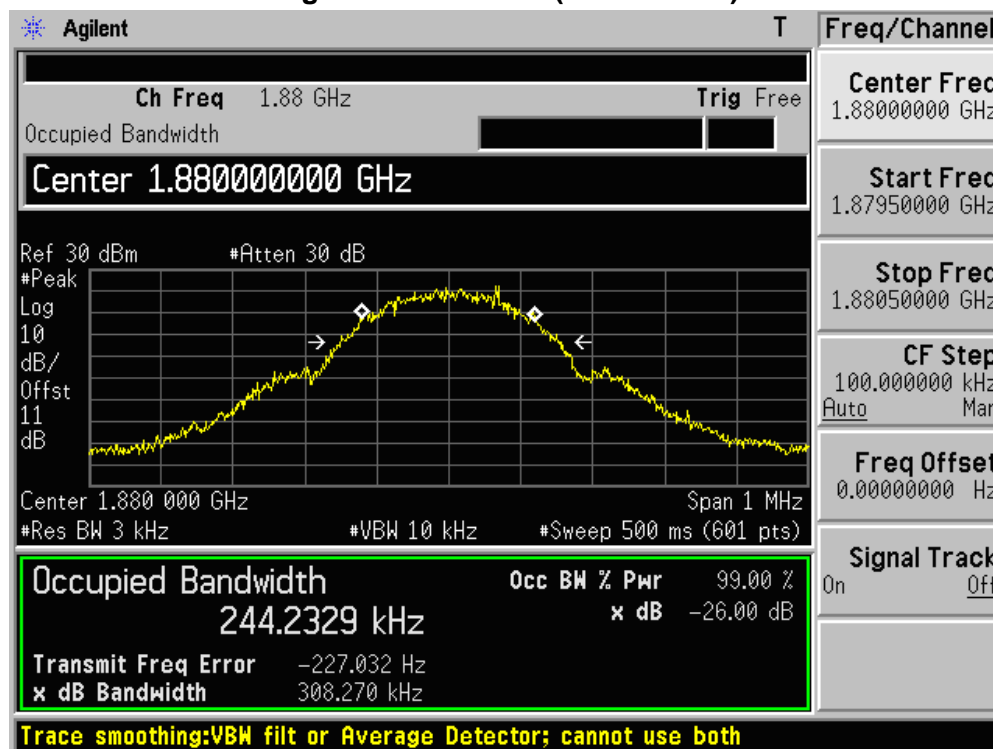 Agilent T Freq/Channel
Ch Freq 1.88 GHz Trig Free
Occupied Bandwidth
Center 1.880000000 GHz
Ref 30 dBm #Atten 30 dB
#Peak
Log
10
dB/
Offst
11
dB
Center 1.880 000 GHz Span 1 MHz
#Res BW 3 kHz #VBW 10 kHz #Sweep 500 ms (601 pts)
Occupied Bandwidth
244.2329 kHz
Occ BW % Pwr 99.00 %
x dB -26.00 dB
Transmit Freq Error -227.032 Hz
x dB Bandwidth 308.270 kHz
Trace smoothing:VBW filt or Average Detector; cannot use both
Center Freq
1.88000000 GHz
Start Freq
1.87950000 GHz
Stop Freq
1.88050000 GHz
CF Step
100.000000 kHz
Auto Man
Freq Offset
0.00000000 Hz
Signal Track
On Off